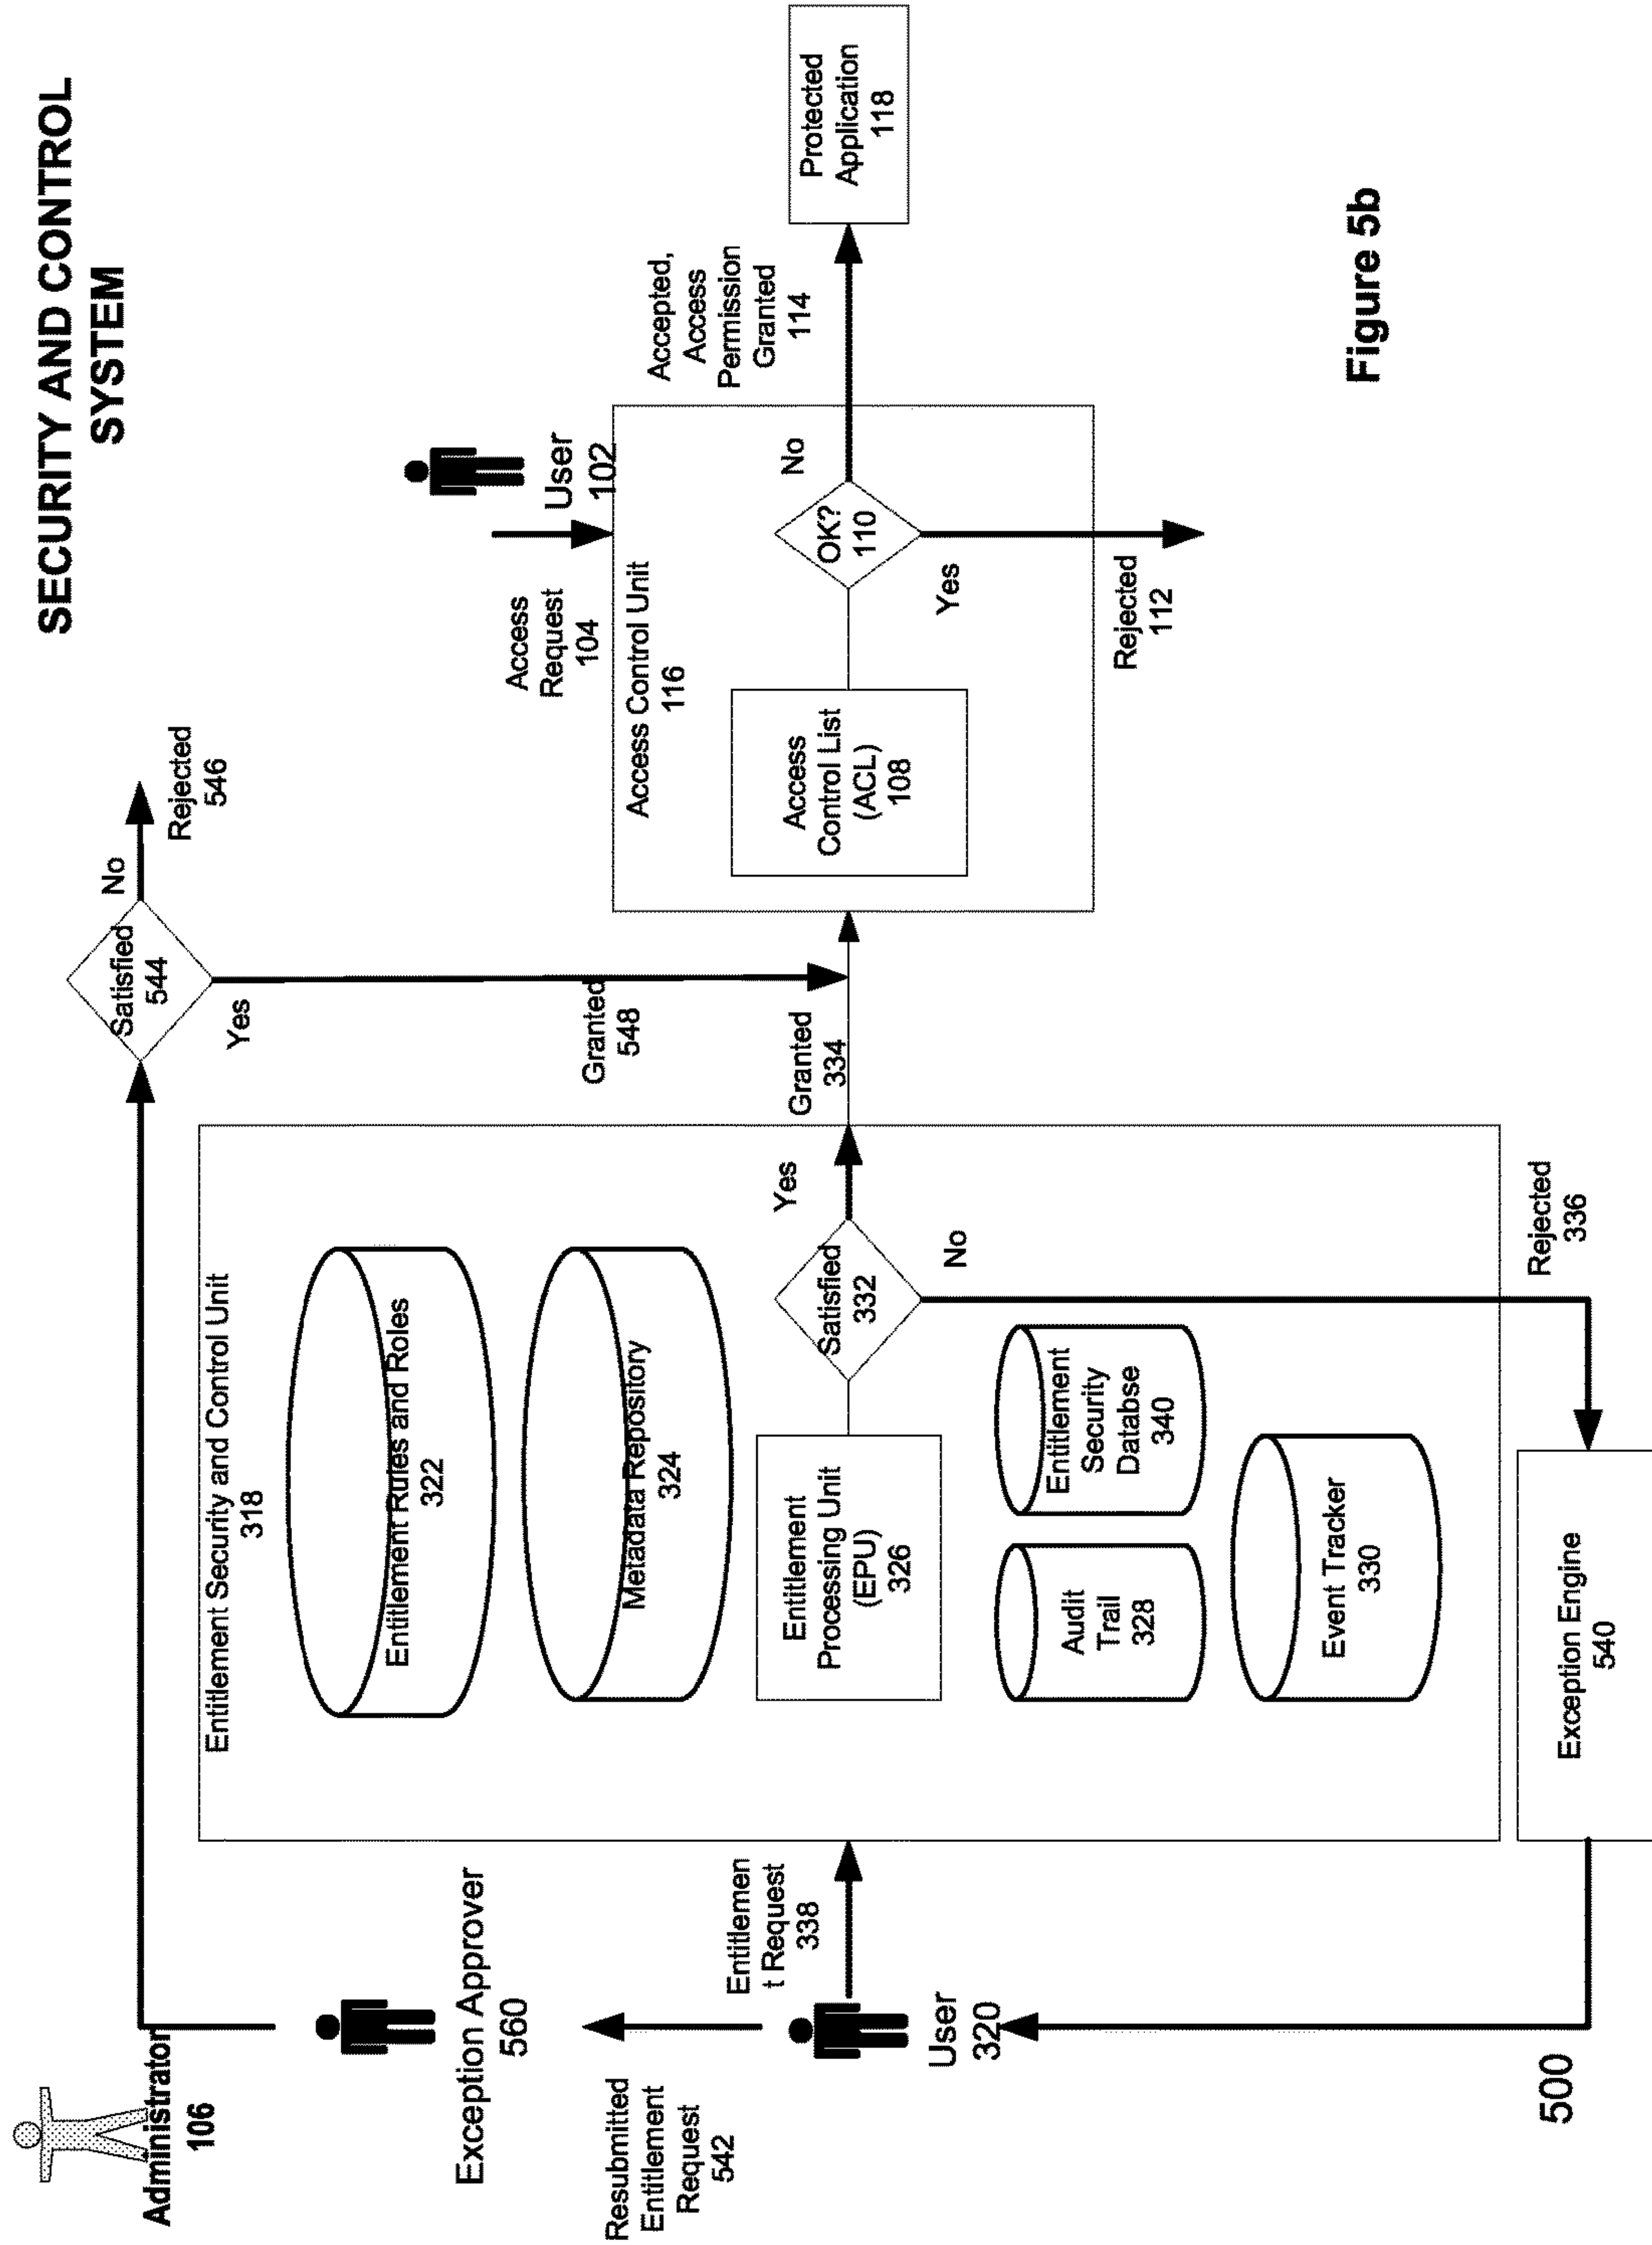 SECURITY AND CONTROL
SYSTEM
Administrator
106
Exception Approver
560
Resubmitted
Entitlement
Request
542
User
320
Entitlemen
t Request
338
500
Entitlement Security and Control Unit
318
Entitlement Rules and Roles
322
Metadata Repository
324
Entitlement
Processing Unit
(EPU)
326
Satisfied
332
Yes
No
Audit
Trail
328
Entitlement
Security
Databse
340
Event Tracker
330
Exception Engine
540
Rejected
336
Granted
334
Satisfied
544
No
Rejected
546
Yes
Granted
548
Access
Request
104
User
102
Access Control Unit
116
Access
Control List
(ACL)
108
OK?
110
No
Yes
Rejected
112
Accepted,
Access
Permission
Granted
114
Protected
Application
118
Figure 5b